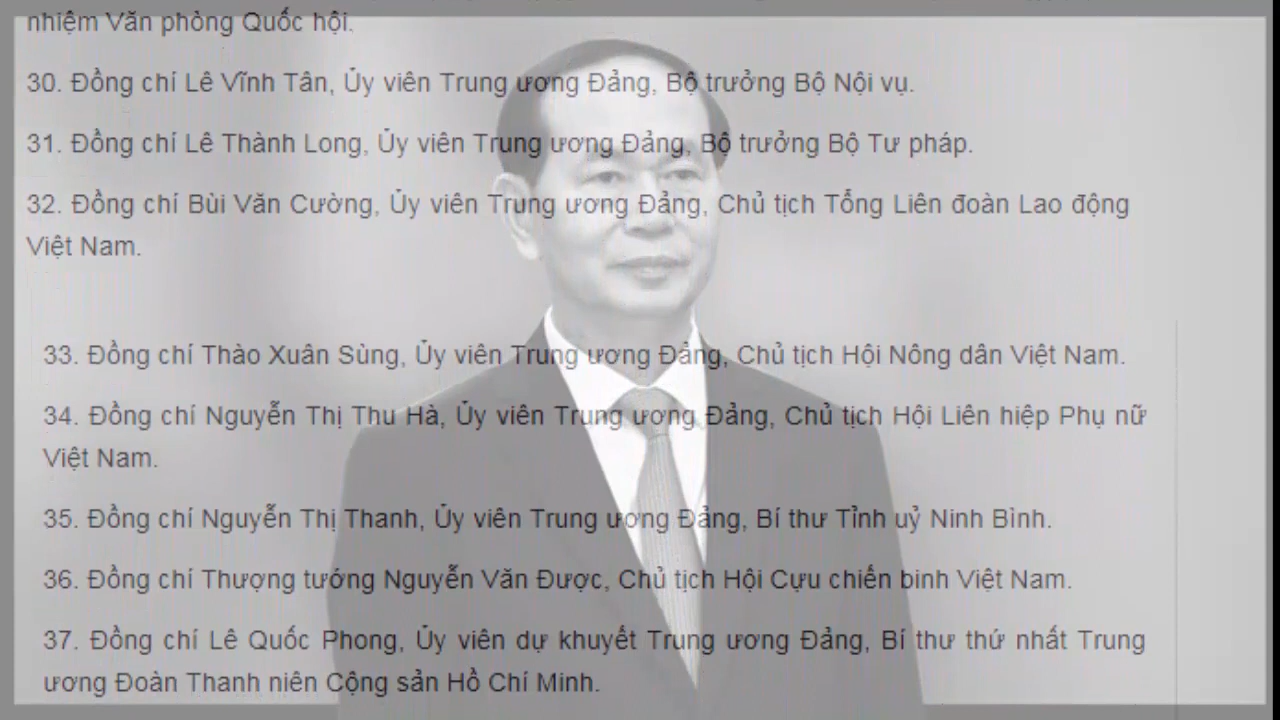 nhiệm Văn phòng Quốc hội.
30. Đồng chí Lê Vĩnh Tân, Ủy viên Trung ương Đảng, Bộ trưởng Bộ Nội vụ.
31. Đồng chí Lê Thành Long, Ủy viên Trung ương Đảng, Bộ trưởng Bộ Tư pháp.
32. Đồng chí Bùi Văn Cường, Ủy viên Trung ương Đảng, Chủ tịch Tổng Liên đoàn Lao động
Việt Nam.
33. Đồng chí Thào Xuân Sùng, Ủy viên Trung ương Đảng, Chủ tịch Hội Nông dân Việt Nam.
34. Đồng chí Nguyễn Thị Thu Hà, Ủy viên Trung ương Đảng, Chủ tịch Hội Liên hiệp Phụ nữ
Việt Nam.
35. Đồng chí Nguyễn Thị Thanh, Ủy viên Trung ương Đảng, Bí thư Tỉnh uỷ Ninh Bình.
36. Đồng chí Thượng tướng Nguyễn Văn Được, Chủ tịch Hội Cựu chiến binh Việt Nam.
37. Đồng chí Lê Quốc Phong, Ủy viên dự khuyết Trung ương Đảng, Bí thư thứ nhất Trung
ương Đoàn Thanh niên Cộng sản Hồ Chí Minh.